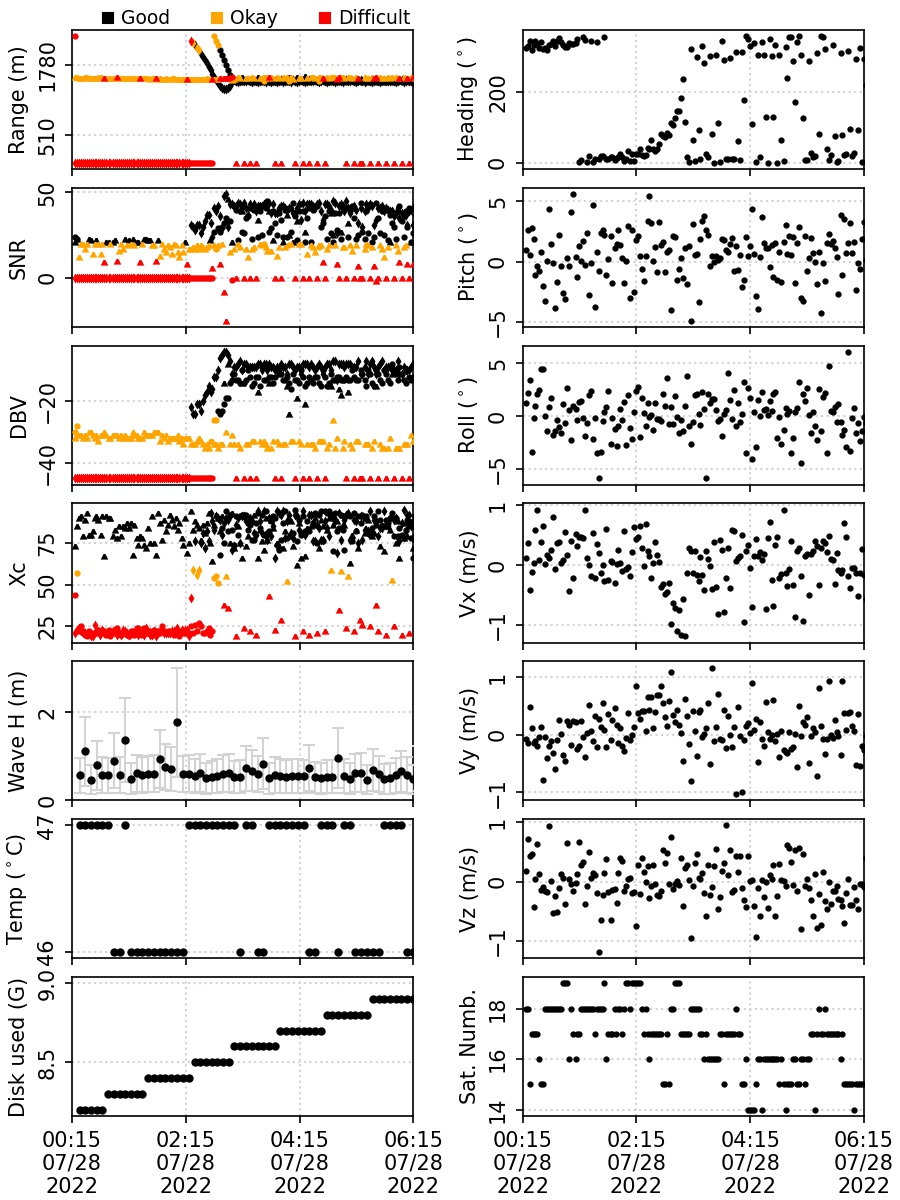 Good Okay Difficult
Range (m)
1780
510
Heading (°)
200
0
SNR
50
0
Pitch (°)
5
0
−5
DBV
−20
−40
Roll (°)
5
0
−5
Xc
75
50
25
Vx (m/s)
1
0
−1
Wave H (m)
2
0
Vy (m/s)
1
0
−1
Temp (°C)
47
46
Vz (m/s)
1
0
−1
Disk used (G)
9.0
8.5
Sat. Numb.
18
16
14
00:15 02:15 04:15 06:15
07/28 07/28 07/28 07/28
2022 2022 2022 2022
00:15 02:15 04:15 06:15
07/28 07/28 07/28 07/28
2022 2022 2022 2022